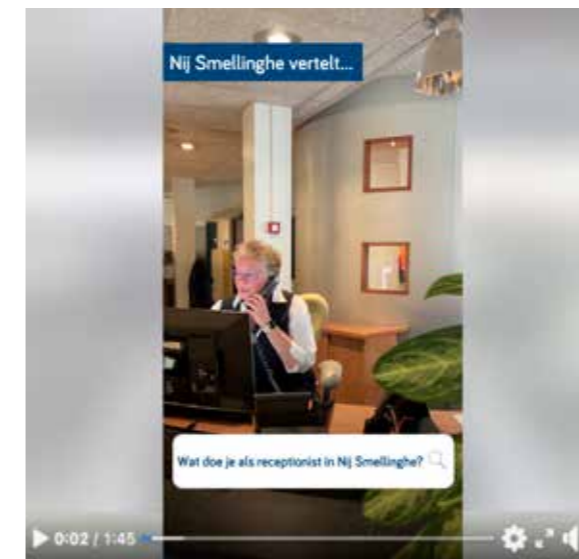 Nij Smellinghe vertelt...
Wat doe je als receptionist in Nij Smellinghe?
0:02 / 1:45